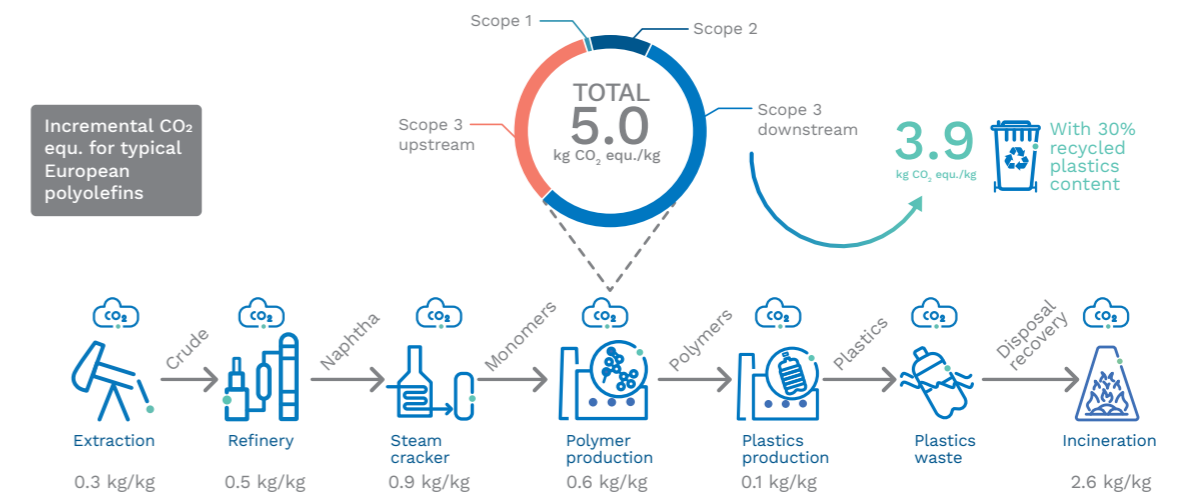 Scope 1
Scope 2
Incremental CO₂
equ. for typical
European
polyolefins
Scope 3
upstream
TOTAL
5.0
kg CO₂ equ./kg
Scope 3
downstream
3.9
kg CO₂ equ./kg
With 30%
recycled
plastics
content
CO₂
CO₂
CO₂
CO₂
CO₂
CO₂
CO₂
Crude
Naphtha
Monomers
Polymers
Plastics
Disposal
recovery
Extraction
Refinery
Steam
cracker
Polymer
production
Plastics
production
Plastics
waste
Incineration
0.3 kg/kg
0.5 kg/kg
0.9 kg/kg
0.6 kg/kg
0.1 kg/kg
2.6 kg/kg